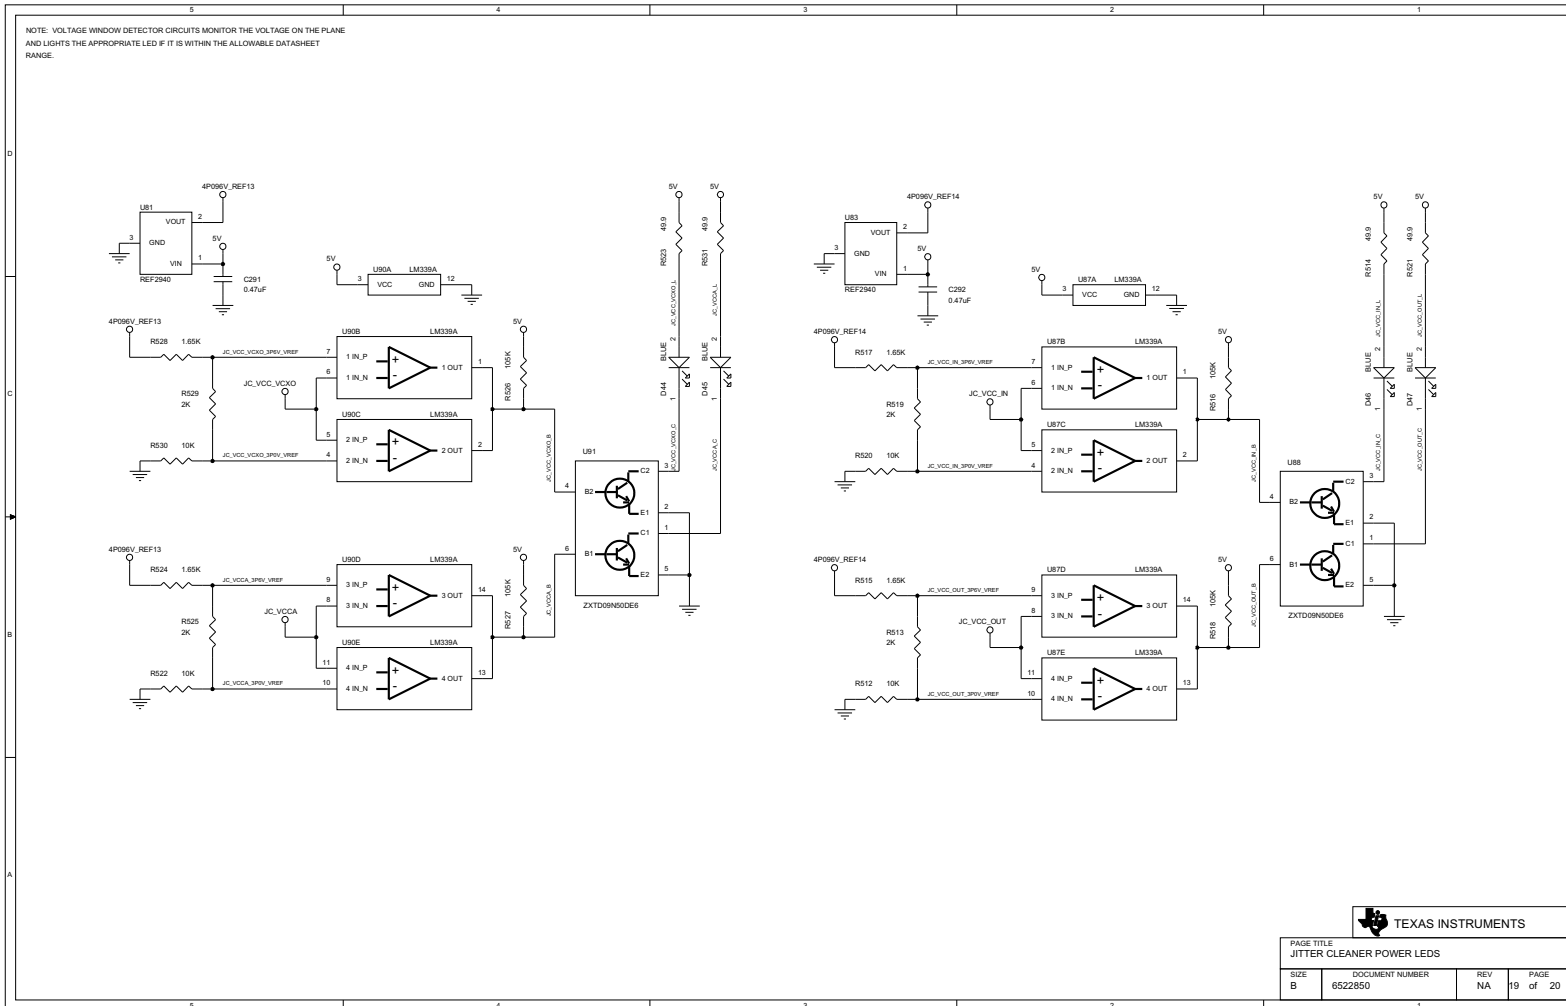 5 4 3 2 1
NOTE: VOLTAGE WINDOW DETECTOR CIRCUITS MONITOR THE VOLTAGE ON THE PLANE
AND LIGHTS THE APPROPRIATE LED IF IT IS WITHIN THE ALLOWABLE DATASHEET
RANGE.
D
C
B
A
4P096V_REF13
U81
VOUT 2
3 GND
VIN 1
REF2940
5V
C291
0.47uF
5V
U90A LM339A
3 VCC GND 12
4P096V_REF13
R528 1.65K
JC_VCC_VCXO_3P6V_VREF
R529
2K
R530 10K
JC_VCC_VCXO_3P0V_VREF
JC_VCC_VCXO
U90B LM339A
7 1 IN_P
6 1 IN_N
1 OUT 1
U90C LM339A
5 2 IN_P
4 2 IN_N
2 OUT 2
5V
R526 105K
JC_VCC_VCXO_B
4P096V_REF13
R524 1.65K
JC_VCCA_3P6V_VREF
R525
2K
R522 10K
JC_VCCA_3P0V_VREF
JC_VCCA
U90D LM339A
9 3 IN_P
8 3 IN_N
3 OUT 14
U90E LM339A
11 4 IN_P
10 4 IN_N
4 OUT 13
5V
R527 105K
JC_VCCA_B
5V 5V
R523 49.9
R531 49.9
JC_VCC_VCXO_L
JC_VCCA_L
D44 BLUE 2 1
D45 BLUE 2 1
JC_VCC_VCXO_C
JC_VCCA_C
U91
4 B2
C2 3
E1 2
6 B1
C1 1
E2 5
ZXTD09N50DE6
4P096V_REF14
U83
VOUT 2
3 GND
VIN 1
REF2940
5V
C292
0.47uF
5V
U87A LM339A
3 VCC GND 12
4P096V_REF14
R517 1.65K
JC_VCC_IN_3P6V_VREF
R519
2K
R520 10K
JC_VCC_IN_3P0V_VREF
JC_VCC_IN
U87B LM339A
7 1 IN_P
6 1 IN_N
1 OUT 1
U87C LM339A
5 2 IN_P
4 2 IN_N
2 OUT 2
5V
R516 105K
JC_VCC_IN_B
4P096V_REF14
R515 1.65K
JC_VCC_OUT_3P6V_VREF
R513
2K
R512 10K
JC_VCC_OUT_3P0V_VREF
JC_VCC_OUT
U87D LM339A
9 3 IN_P
8 3 IN_N
3 OUT 14
U87E LM339A
11 4 IN_P
10 4 IN_N
4 OUT 13
5V
R518 105K
JC_VCC_OUT_B
5V 5V
R514 49.9
R521 49.9
JC_VCC_IN_L
JC_VCC_OUT_L
D46 BLUE 2 1
D47 BLUE 2 1
JC_VCC_IN_C
JC_VCC_OUT_C
U88
4 B2
C2 3
E1 2
6 B1
C1 1
E2 5
ZXTD09N50DE6
TEXAS INSTRUMENTS
PAGE TITLE
JITTER CLEANER POWER LEDS
SIZE DOCUMENT NUMBER REV PAGE
B 6522850 NA 19 of 20
5 4 3 2 1